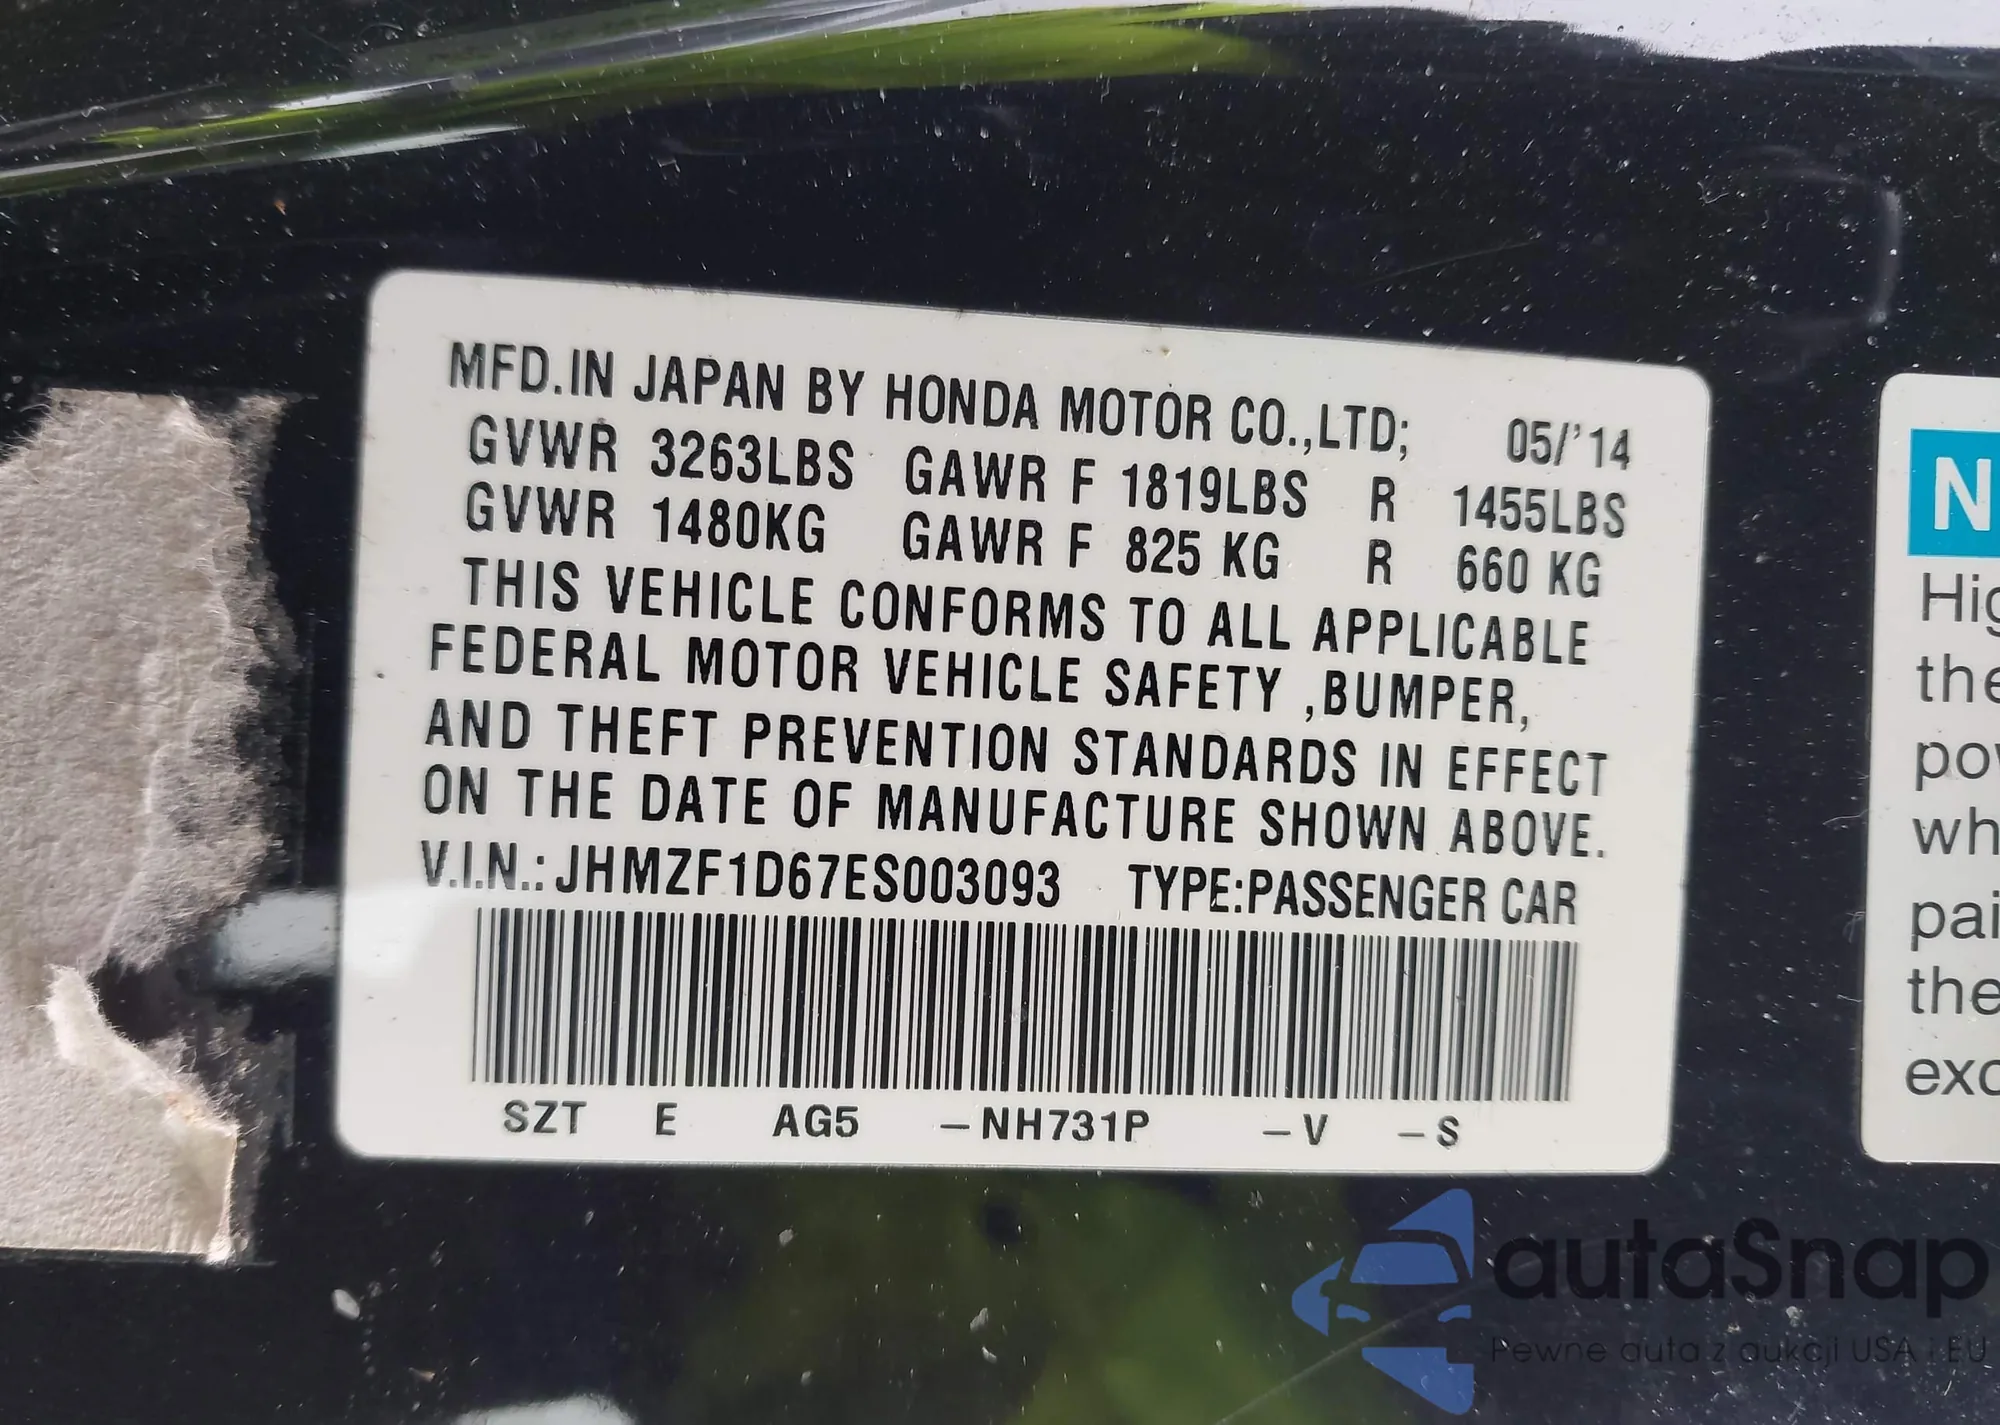 MFD.IN JAPAN BY HONDA MOTOR CO.,LTD; 05/'14
GVWR 3263LBS GAWR F 1819LBS R 1455LBS
GVWR 1480KG GAWR F 825 KG R 660 KG
THIS VEHICLE CONFORMS TO ALL APPLICABLE
FEDERAL MOTOR VEHICLE SAFETY ,BUMPER,
AND THEFT PREVENTION STANDARDS IN EFFECT
ON THE DATE OF MANUFACTURE SHOWN ABOVE.
V.I.N.: JHMZF1D67ES003093 TYPE:PASSENGER CAR
SZT E AG5 –NH731P –V –S
N
Hig
the
pow
wh
pai
the
exc
autaSnap
Pewne auta z aukcji USA i EU